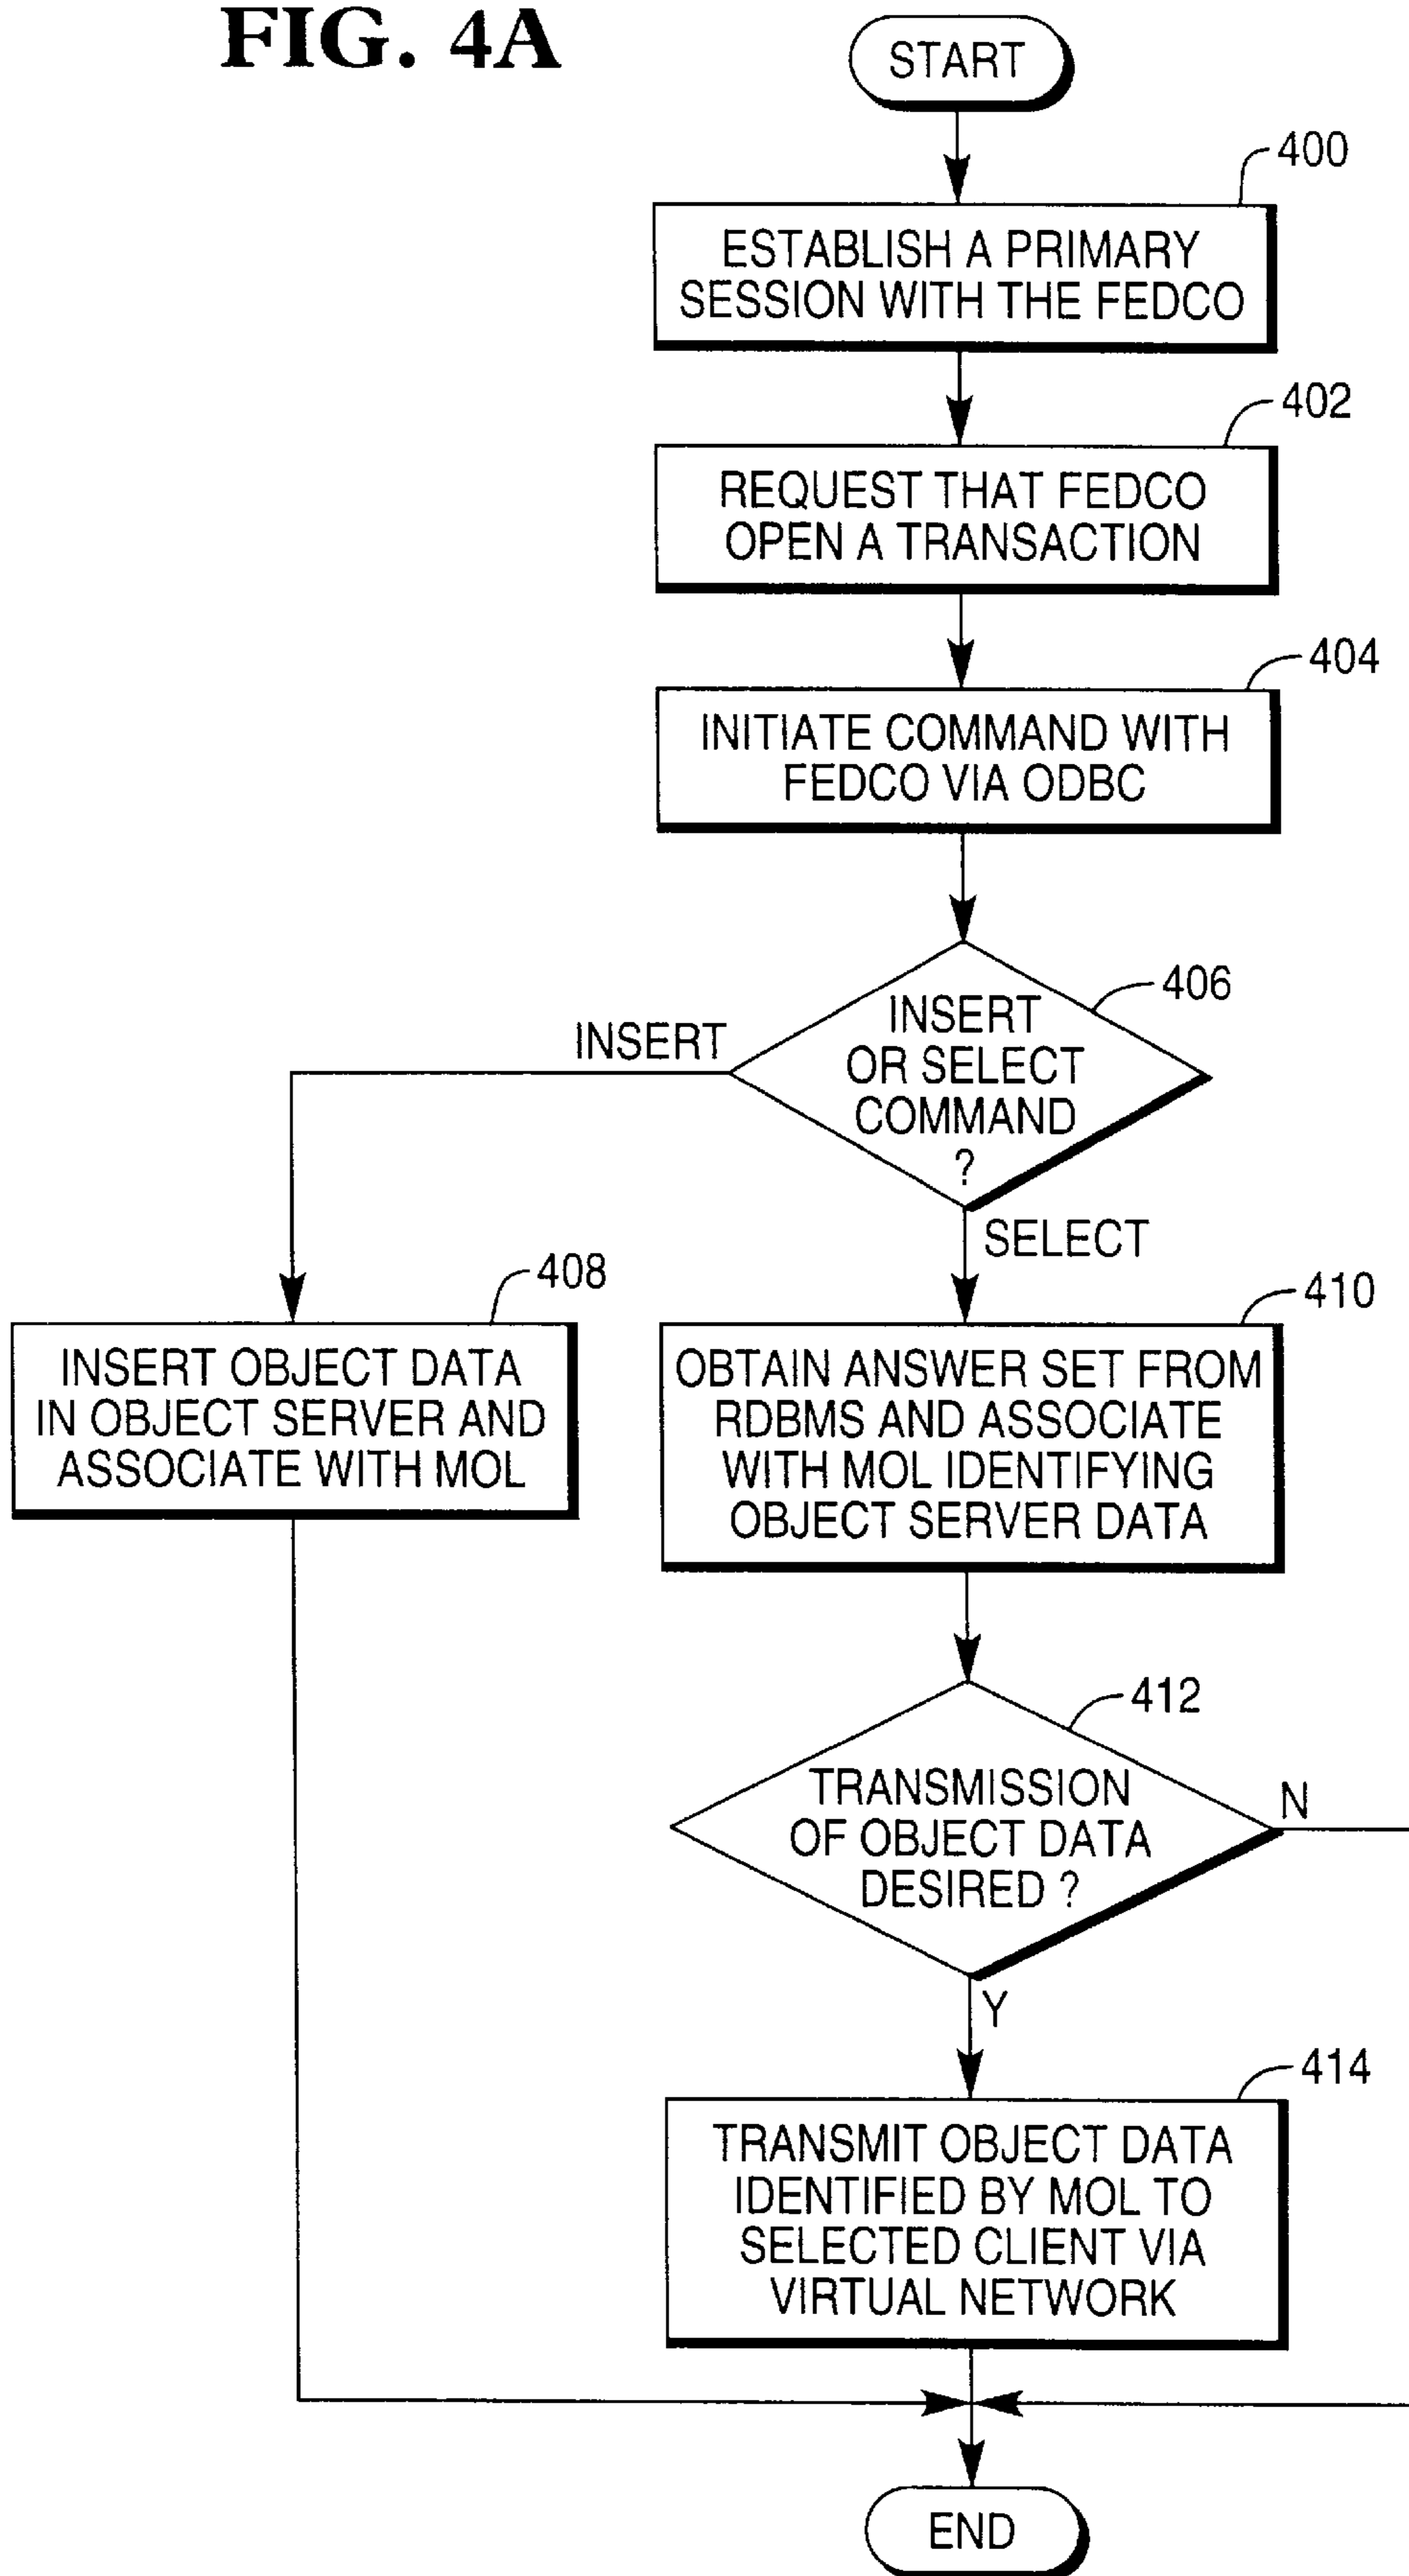 FIG. 4A
START
400
ESTABLISH A PRIMARY
SESSION WITH THE FEDCO
402
REQUEST THAT FEDCO
OPEN A TRANSACTION
404
INITIATE COMMAND WITH
FEDCO VIA ODBC
406
INSERT
OR SELECT
COMMAND
?
INSERT
SELECT
408
INSERT OBJECT DATA
IN OBJECT SERVER AND
ASSOCIATE WITH MOL
410
OBTAIN ANSWER SET FROM
RDBMS AND ASSOCIATE
WITH MOL IDENTIFYING
OBJECT SERVER DATA
412
TRANSMISSION
OF OBJECT DATA
DESIRED ?
N
Y
414
TRANSMIT OBJECT DATA
IDENTIFIED BY MOL TO
SELECTED CLIENT VIA
VIRTUAL NETWORK
END